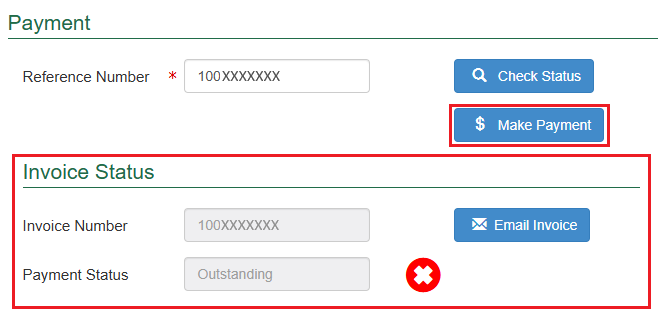 Payment
Reference Number * 100XXXXXXX Check Status
$ Make Payment
Invoice Status
Invoice Number 100XXXXXXX Email Invoice
Payment Status Outstanding